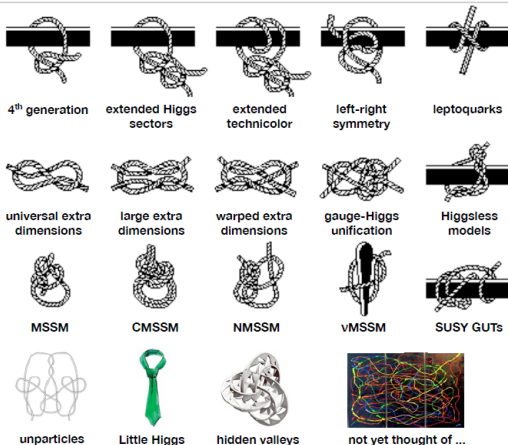 4th generation
extended Higgs sectors
extended technicolor
left-right symmetry
leptoquarks
universal extra dimensions
large extra dimensions
warped extra dimensions
gauge-Higgs unification
Higgsless models
MSSM
CMSSM
NMSSM
νMSSM
SUSY GUTs
unparticles
Little Higgs
hidden valleys
not yet thought of ...